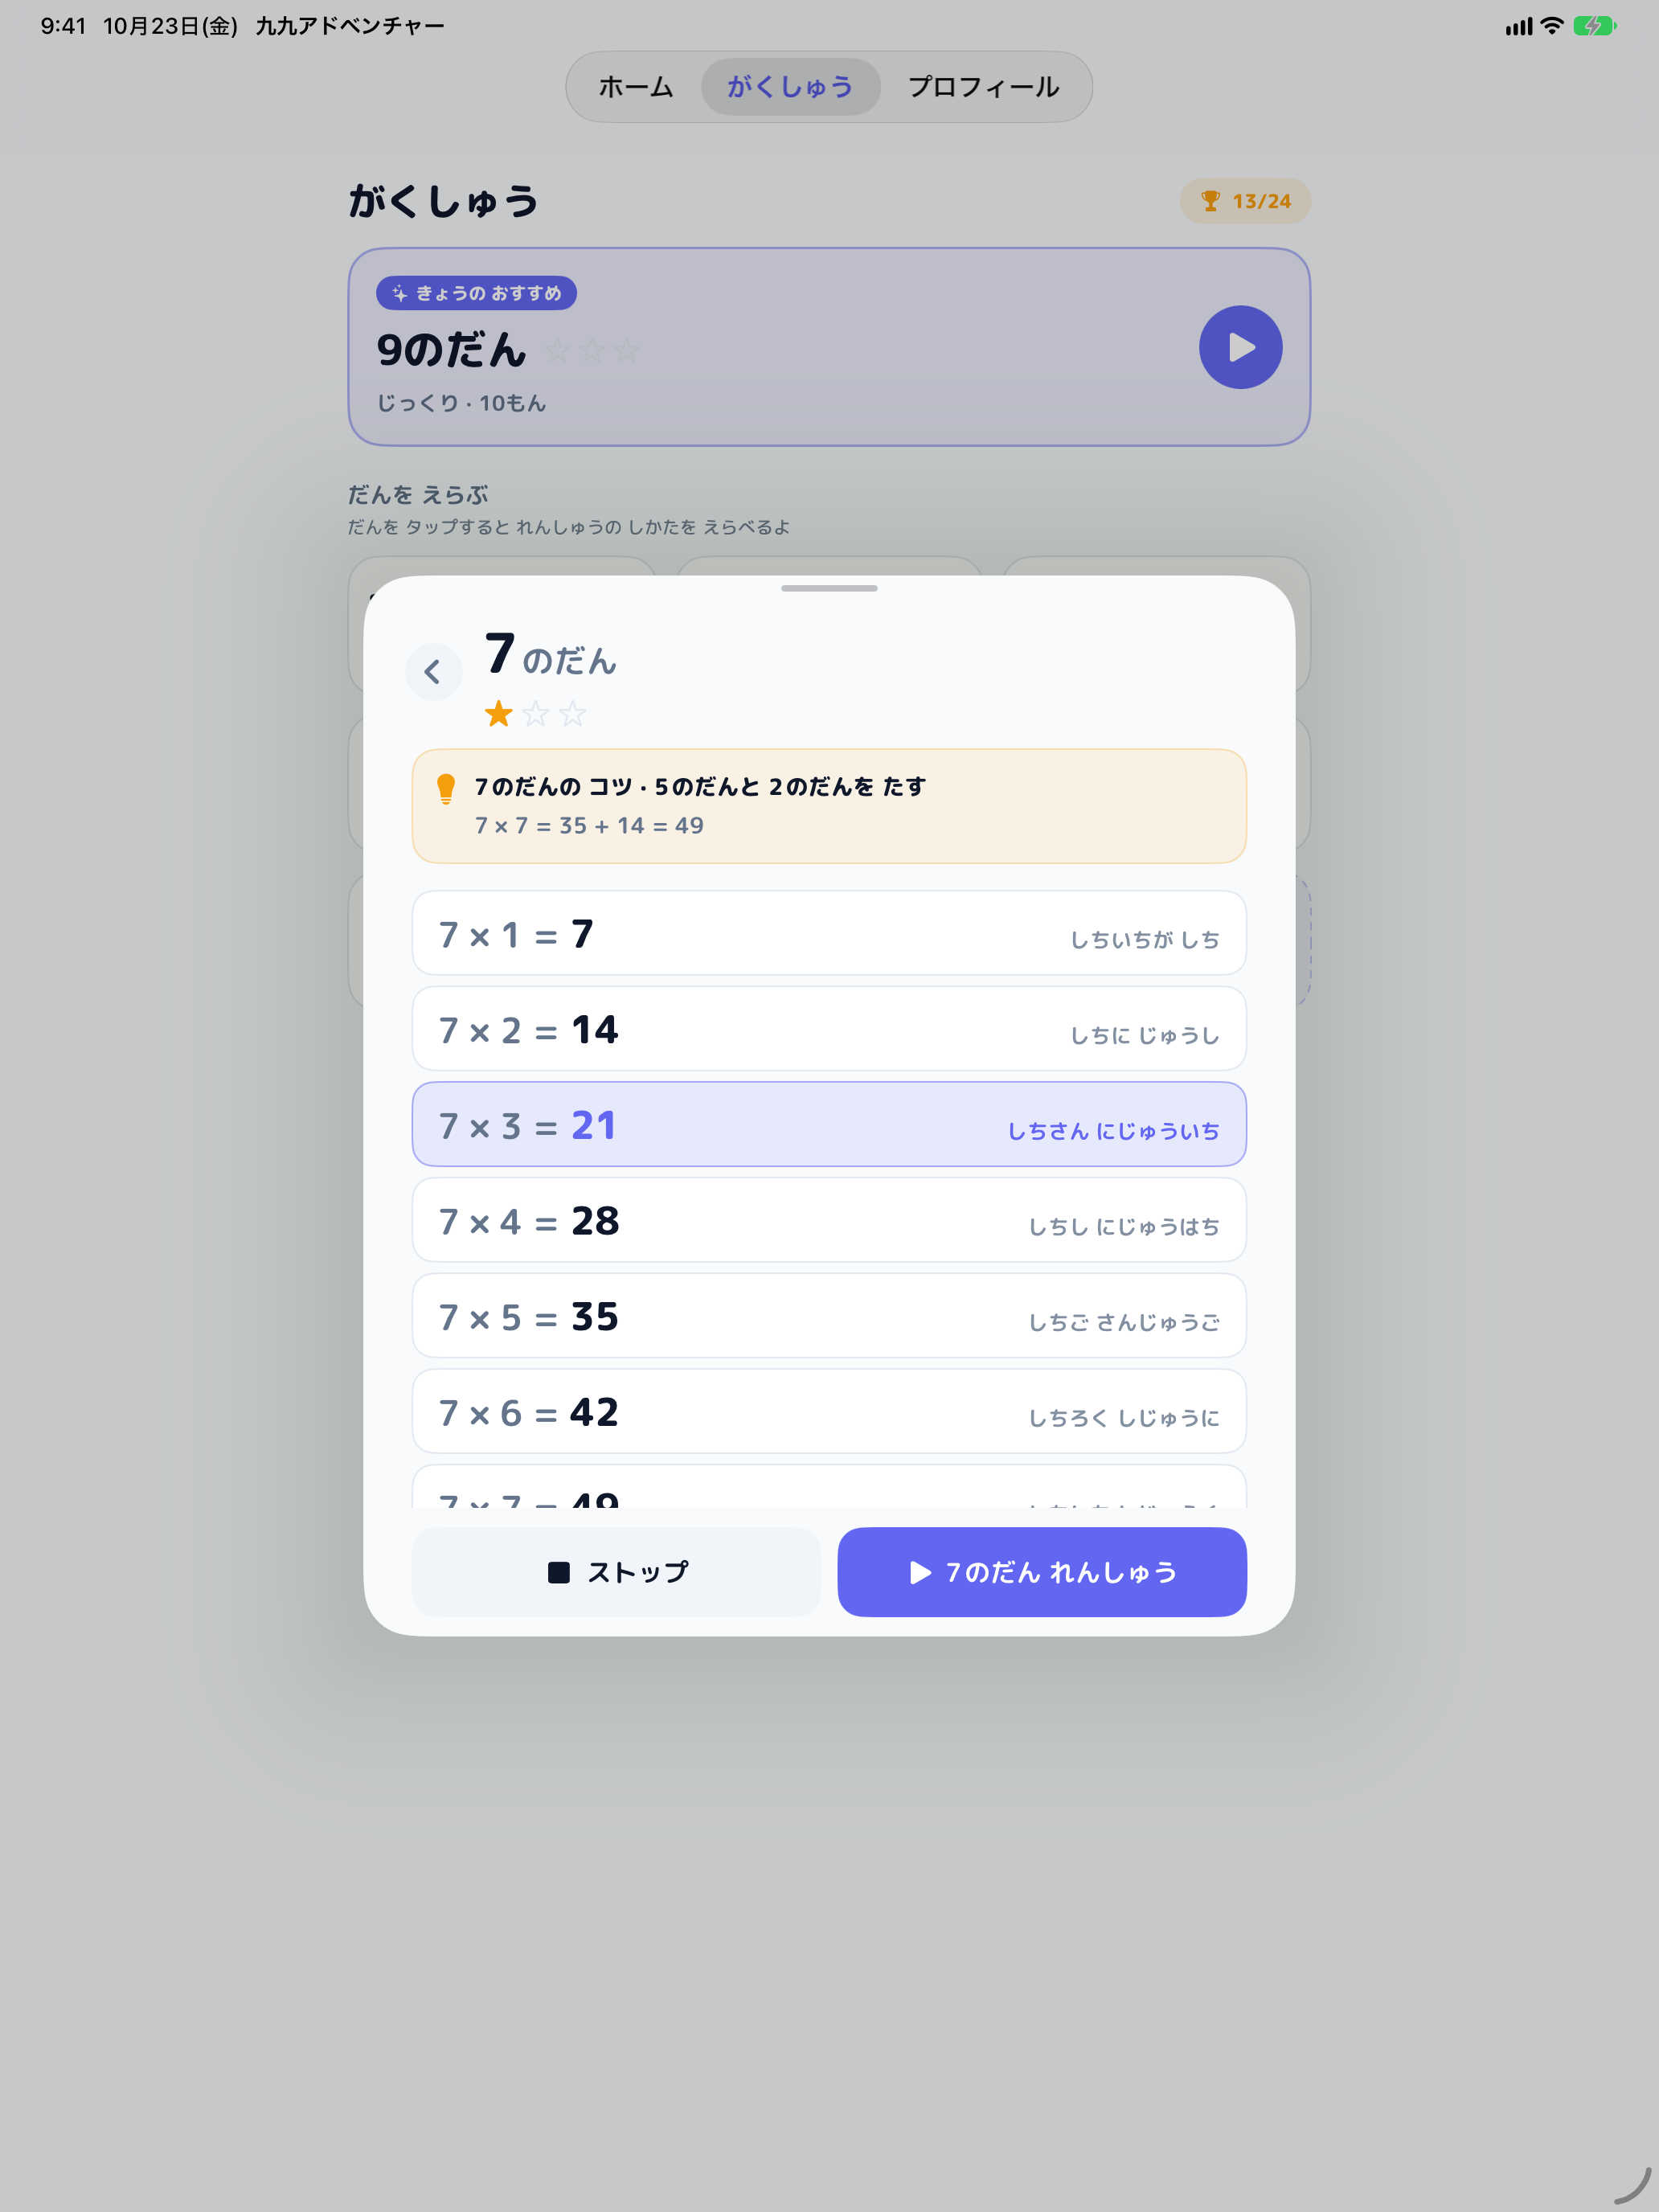 9:41 10月23日(金) 九九アドベンチャー
ホーム がくしゅう プロフィール
がくしゅう
13/24
きょうの おすすめ
9のだん
じっくり · 10もん
だんを えらぶ
だんを タップすると れんしゅうの しかたを えらべるよ
7のだん
7のだんの コツ · 5のだんと 2のだんを たす
7 × 7 = 35 + 14 = 49
7 × 1 = 7 しちいちが しち
7 × 2 = 14 しちに じゅうし
7 × 3 = 21 しちさん にじゅういち
7 × 4 = 28 しちし にじゅうはち
7 × 5 = 35 しちご さんじゅうご
7 × 6 = 42 しちろく しじゅうに
7 × 7 = 49
ストップ
7のだん れんしゅう